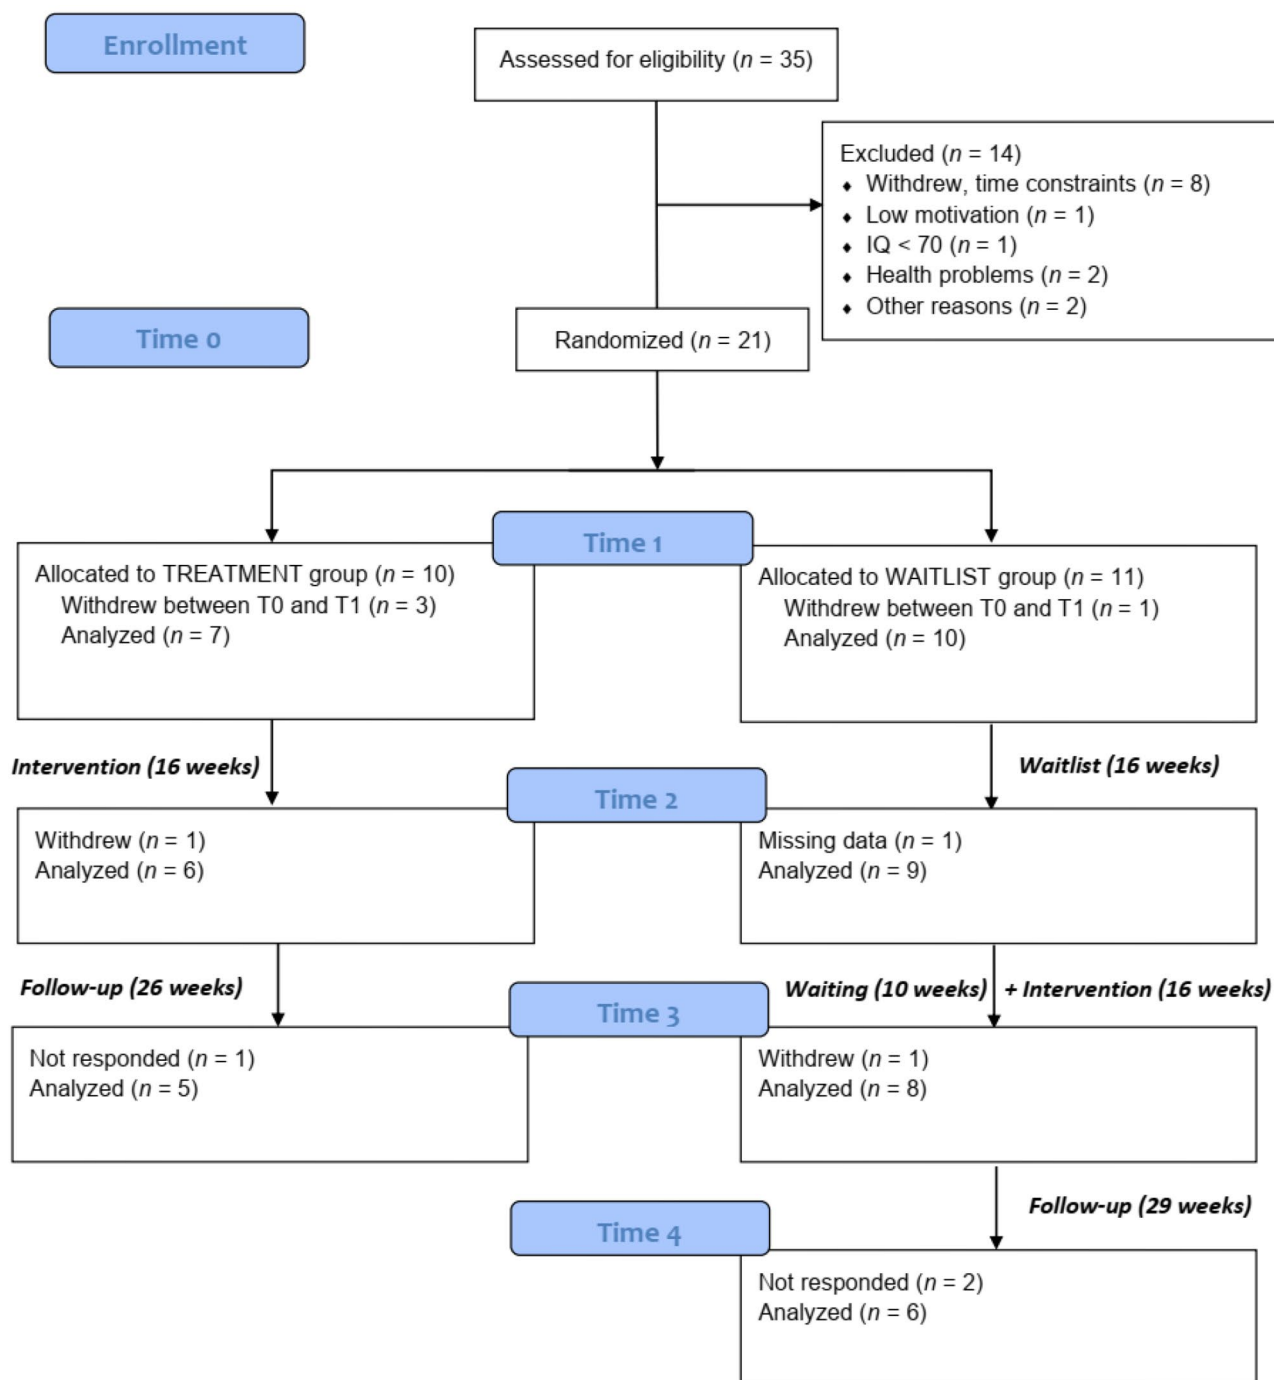 Enrollment
Assessed for eligibility (n = 35)
Excluded (n = 14)
⬧ Withdrew, time constraints (n = 8)
⬧ Low motivation (n = 1)
⬧ IQ < 70 (n = 1)
⬧ Health problems (n = 2)
⬧ Other reasons (n = 2)
Time 0
Randomized (n = 21)
Time 1
Allocated to TREATMENT group (n = 10)
Withdrew between T0 and T1 (n = 3)
Analyzed (n = 7)
Allocated to WAITLIST group (n = 11)
Withdrew between T0 and T1 (n = 1)
Analyzed (n = 10)
Intervention (16 weeks)
Waitlist (16 weeks)
Time 2
Withdrew (n = 1)
Analyzed (n = 6)
Missing data (n = 1)
Analyzed (n = 9)
Follow-up (26 weeks)
Waiting (10 weeks) + Intervention (16 weeks)
Time 3
Not responded (n = 1)
Analyzed (n = 5)
Withdrew (n = 1)
Analyzed (n = 8)
Follow-up (29 weeks)
Time 4
Not responded (n = 2)
Analyzed (n = 6)